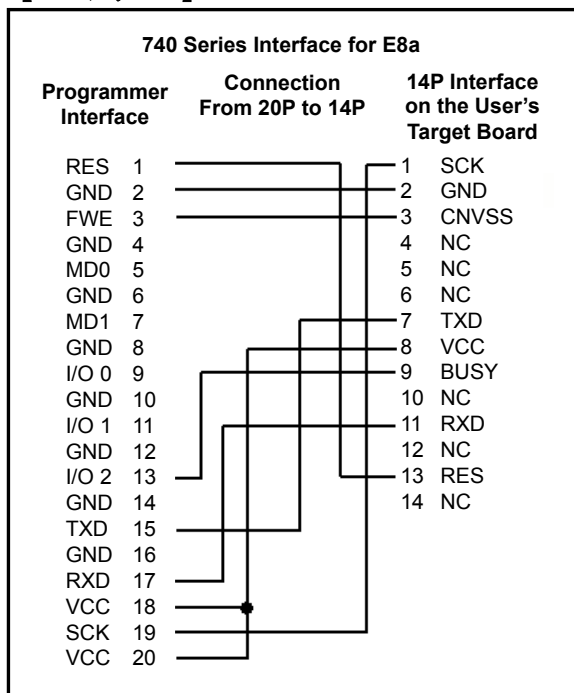 740 Series Interface for E8a
Programmer
Interface
Connection
From 20P to 14P
14P Interface
on the User's
Target Board
RES 1
GND 2
FWE 3
GND 4
MD0 5
GND 6
MD1 7
GND 8
I/O 0 9
GND 10
I/O 1 11
GND 12
I/O 2 13
GND 14
TXD 15
GND 16
RXD 17
VCC 18
SCK 19
VCC 20
1 SCK
2 GND
3 CNVSS
4 NC
5 NC
6 NC
7 TXD
8 VCC
9 BUSY
10 NC
11 RXD
12 NC
13 RES
14 NC